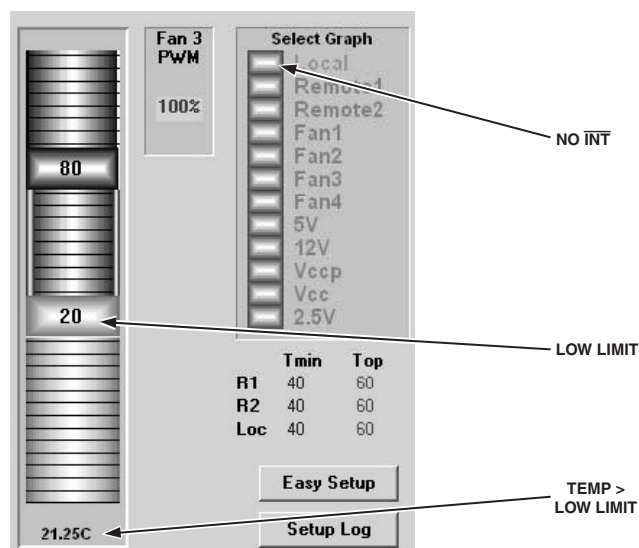 Fan 3
PWM
100%
80
20
21.25C
Select Graph
Local
Remote1
Remote2
Fan1
Fan2
Fan3
Fan4
5V
12V
Vccp
Vcc
2.5V
Tmin Top
R1 40 60
R2 40 60
Loc 40 60
Easy Setup
Setup Log
NO I̅N̅T̅
LOW LIMIT
TEMP >
LOW LIMIT